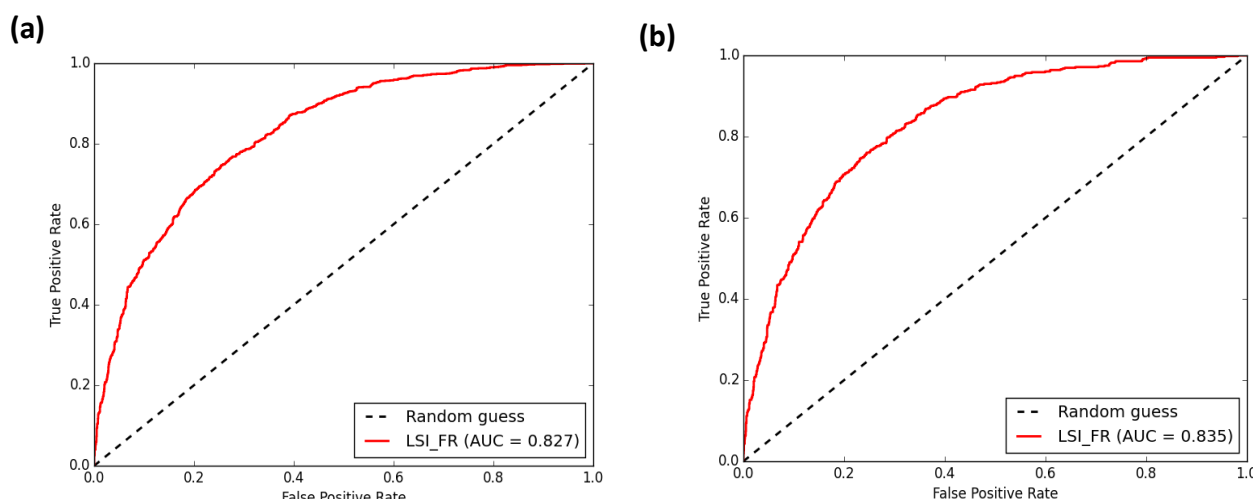 (a)
True Positive Rate
1.0
0.8
0.6
0.4
0.2
0.0
0.0 0.2 0.4 0.6 0.8 1.0
False Positive Rate
Random guess
LSI_FR (AUC = 0.827)
(b)
True Positive Rate
1.0
0.8
0.6
0.4
0.2
0.0
0.0 0.2 0.4 0.6 0.8 1.0
False Positive Rate
Random guess
LSI_FR (AUC = 0.835)